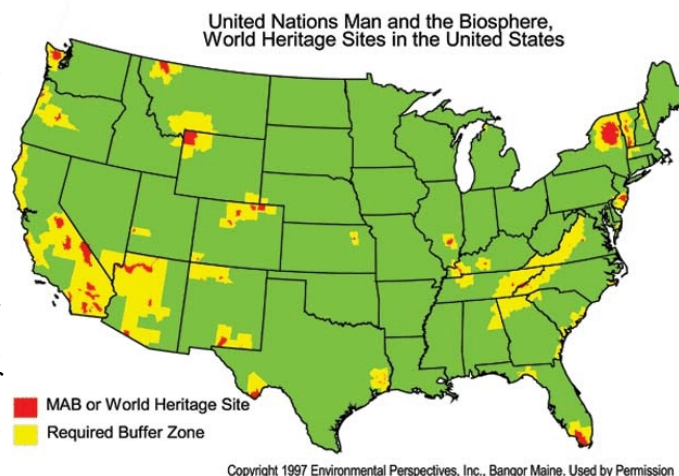 United Nations Man and the Biosphere,
World Heritage Sites in the United States
MAB or World Heritage Site
Required Buffer Zone
Copyright 1997 Environmental Perspectives, Inc., Bangor Maine. Used by Permission